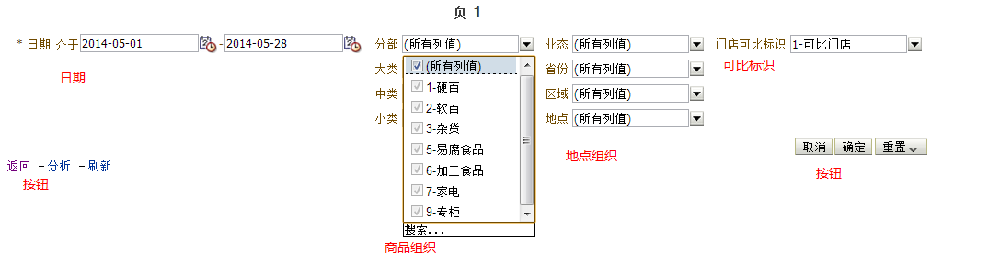 页 1
* 日期 介于 2014-05-01 - 2014-05-28 分部 (所有列值) 业态 (所有列值) 门店可比标识 1-可比门店
日期 大类 (所有列值) 省份 (所有列值) 可比标识
中类 1-硬百 区域 (所有列值)
2-软百
小类 3-杂货 地点 (所有列值)
5-易腐食品 地点组织 取消 确定 重置
返回 - 分析 - 刷新 6-加工食品 按钮
按钮 7-家电
9-专柜
搜索...
商品组织